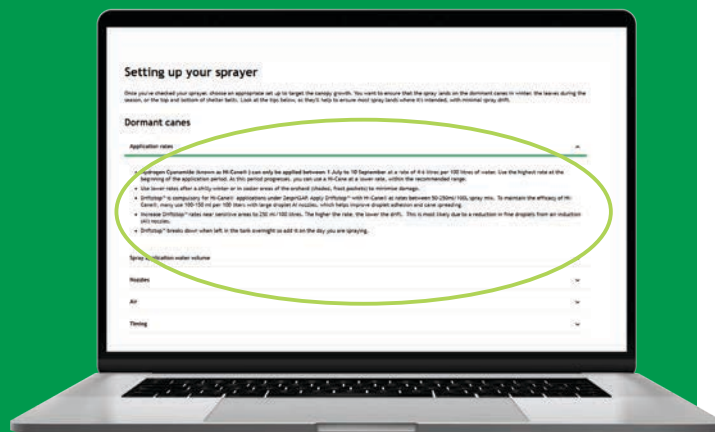 Setting up your sprayer
Once you've checked your sprayer, choose an appropriate set up to target the canopy growth. You want to ensure that the spray lands on the dormant canes in winter, the leaves during the
season, or the top and bottom of shelter belts. Look at the tips below, as they'll help to ensure most spray lands where it's intended, with minimal spray drift.
Dormant canes
Application rates
• Hydrogen Cyanamide (known as Hi-Cane® ) can only be applied between 1 July to 10 September at a rate of 4-6 litres per 100 litres of water. Use the highest rate at the
beginning of the application period. As this period progresses, you can use a Hi-Cane at a lower rate, within the recommended range.
• Use lower rates after a chilly winter or in cooler areas of the orchard (shaded, frost pockets) to minimise damage.
• Driftstop™ is compulsory for Hi-Cane® applications under ZespriGAP. Apply Driftstop™ with Hi-Cane® at rates between 50-250ml/100L spray mix. To maintain the efficacy of Hi-
Cane®, many use 100-150 ml per 100 liters with large droplet AI nozzles, which helps improve droplet adhesion and cane spreading.
• Increase Driftstop™ rates near sensitive areas to 250 ml/100 litres. The higher the rate, the lower the drift. This is most likely due to a reduction in fine droplets from air induction
(AI) nozzles.
• Driftstop™ breaks down when left in the tank overnight so add it on the day you are spraying.
Spray application water volume
Nozzles
Air
Timing